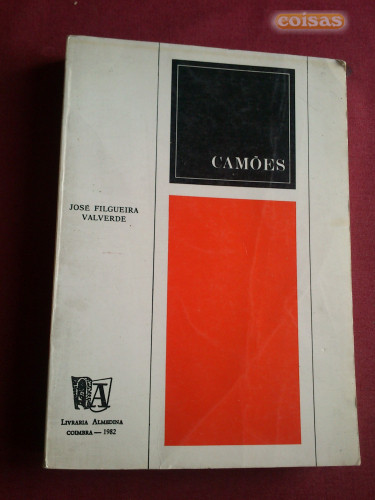 coisas
CAMÕES
JOSÉ FILGUEIRA
VALVERDE
LIVRARIA ALMEDINA
COIMBRA — 1982